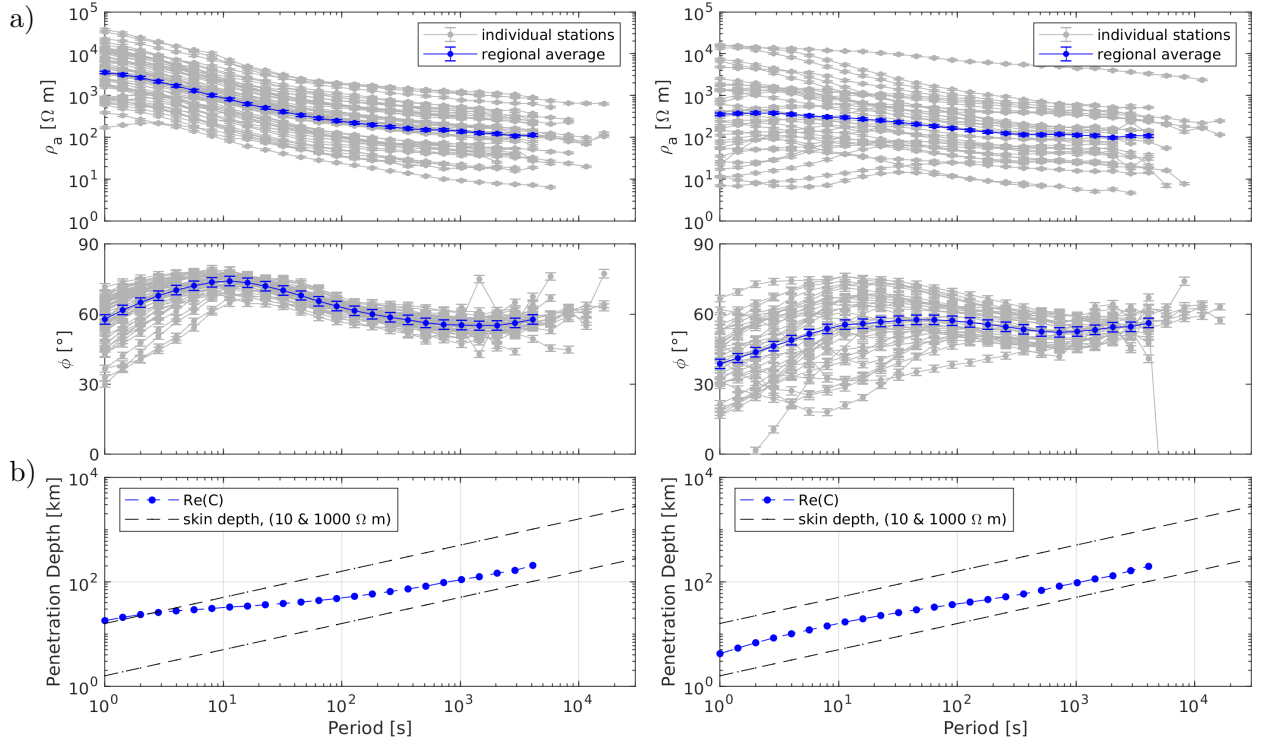 a)
10^5
10^4
10^3
10^2
10^1
10^0
ρ_a [Ω m]
individual stations
regional average
10^5
10^4
10^3
10^2
10^1
10^0
ρ_a [Ω m]
individual stations
regional average
90
60
30
0
ϕ [°]
90
60
30
0
ϕ [°]
b)
10^4
10^2
10^0
Penetration Depth [km]
Re(C)
skin depth, (10 & 1000 Ω m)
10^0 10^1 10^2 10^3 10^4
Period [s]
10^4
10^2
10^0
Penetration Depth [km]
Re(C)
skin depth, (10 & 1000 Ω m)
10^0 10^1 10^2 10^3 10^4
Period [s]